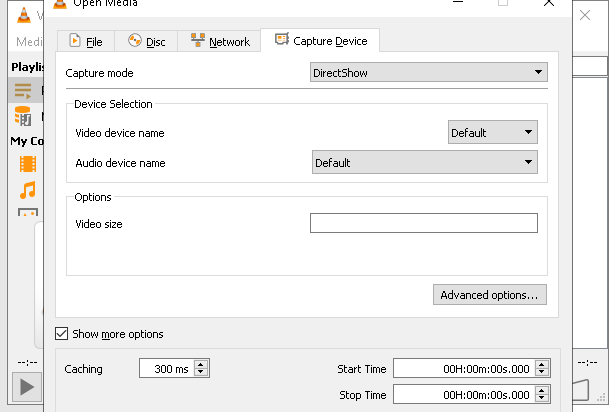 Open Media
Medi
File
Disc
Network
Capture Device
Playlis
Capture mode
DirectShow
Device Selection
Video device name
Default
My Co
Audio device name
Default
Options
Video size
Advanced options...
Show more options
--:--
Caching
300 ms
Start Time
00H:00m:00s.000
--:--
Stop Time
00H:00m:00s.000